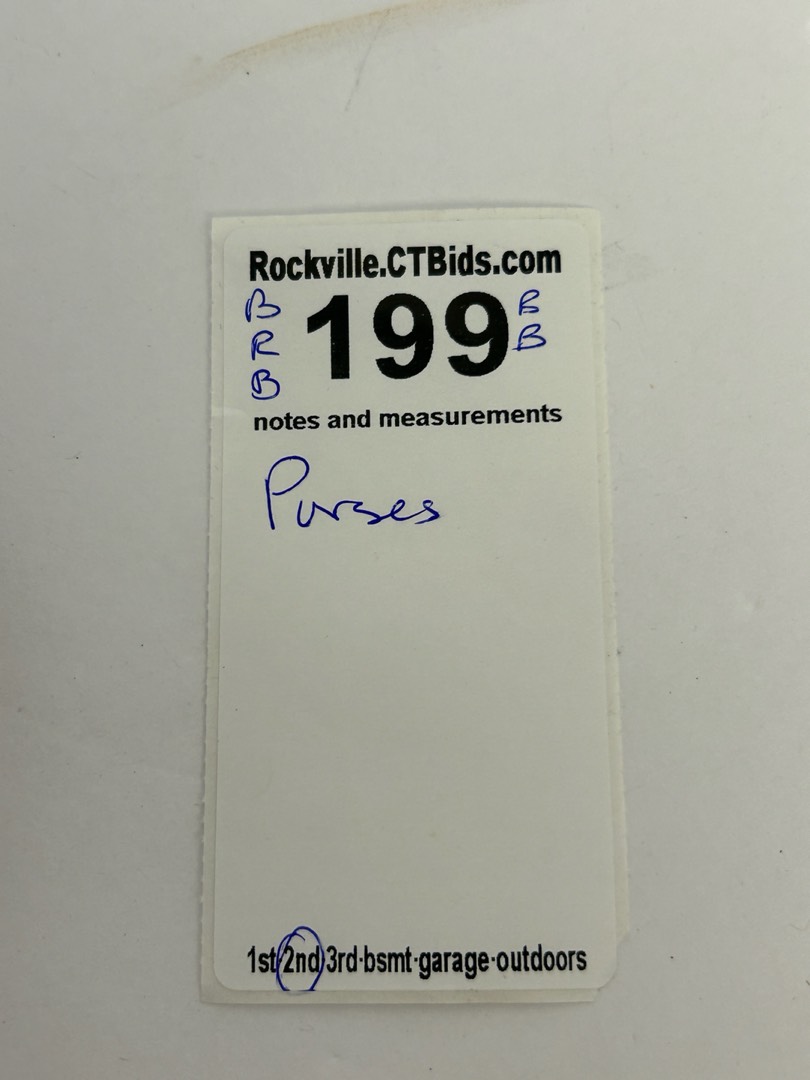 Rockville.CTBids.com
B 199 B
R B
B
notes and measurements
Purses
1st·2nd·3rd·bsmt·garage·outdoors